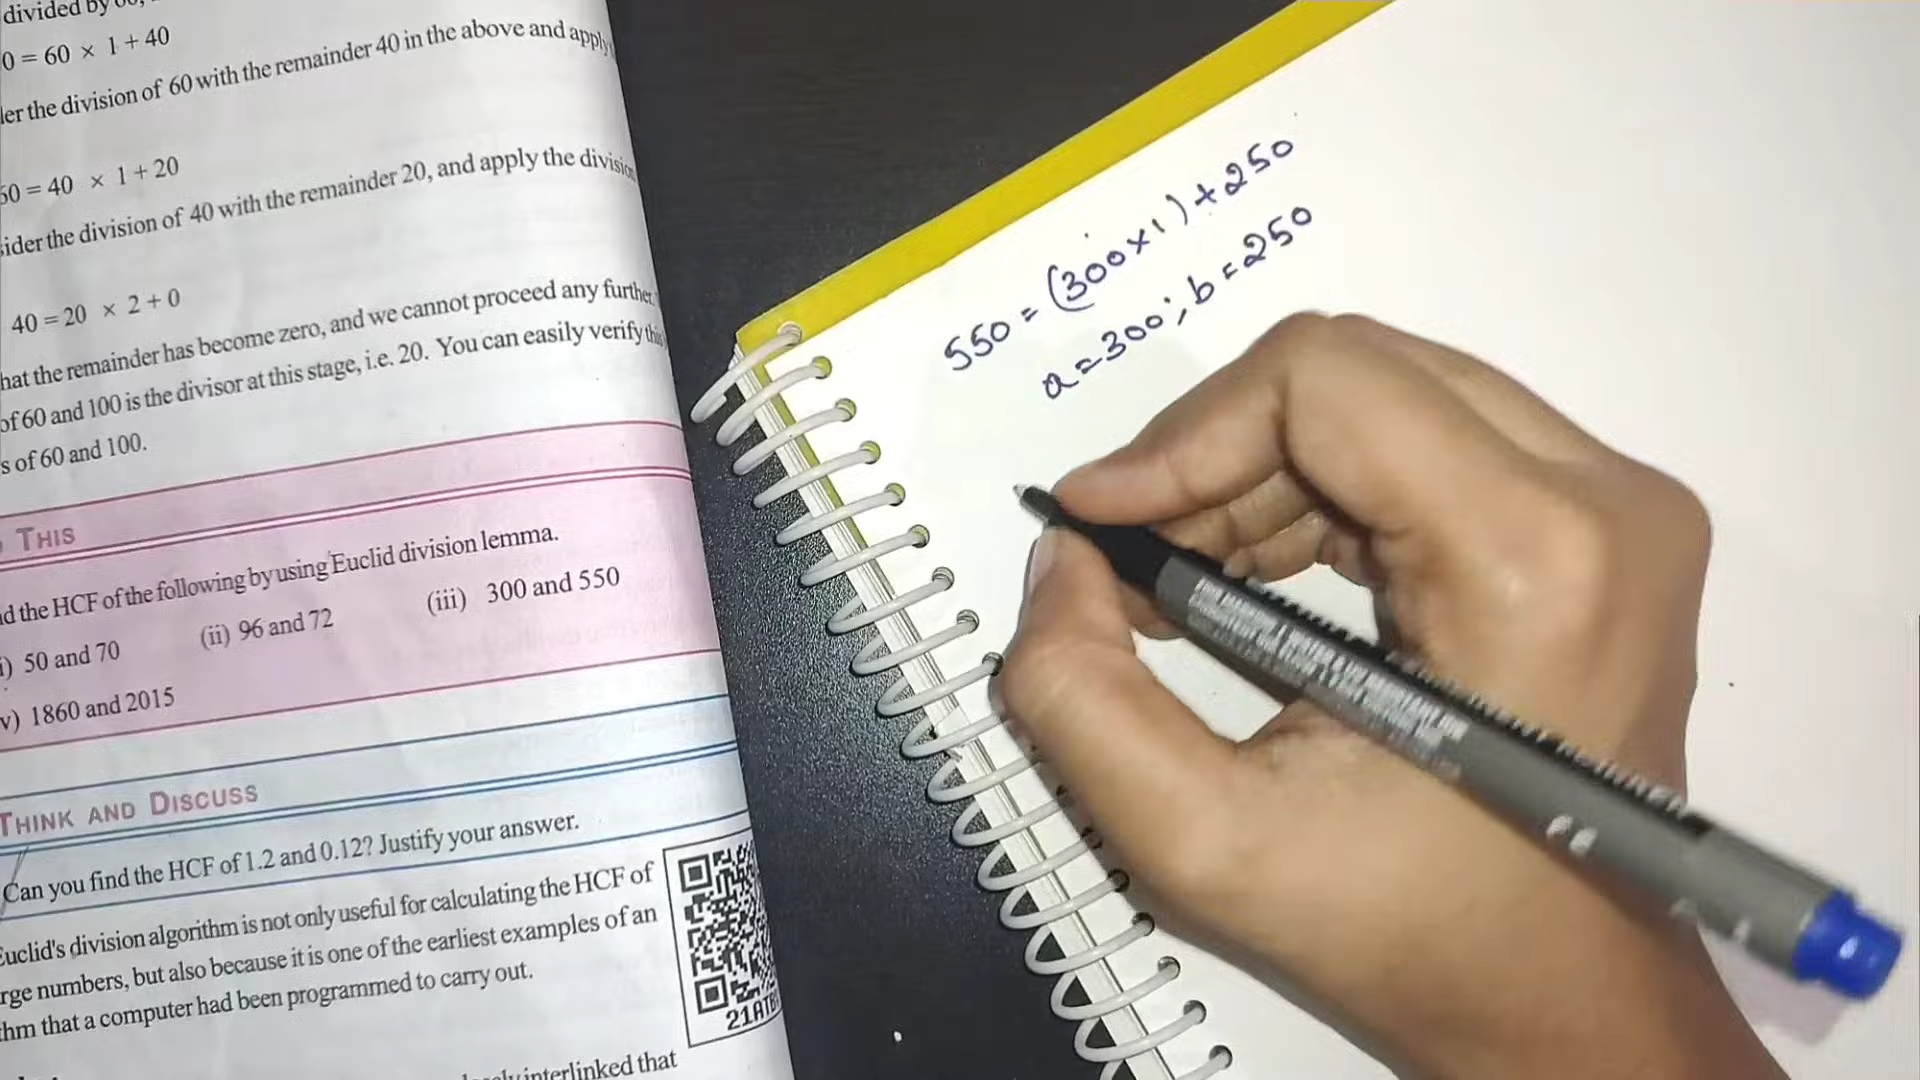 divided by
0 = 60 × 1 + 40
der the division of 60 with the remainder 40 in the above and apply
60 = 40 × 1 + 20
sider the division of 40 with the remainder 20, and apply the division
40 = 20 × 2 + 0
hat the remainder has become zero, and we cannot proceed any further.
of 60 and 100 is the divisor at this stage, i.e. 20. You can easily verify this
s of 60 and 100.
THIS
nd the HCF of the following by using Euclid division lemma.
i) 50 and 70 (ii) 96 and 72 (iii) 300 and 550
v) 1860 and 2015
THINK AND DISCUSS
Can you find the HCF of 1.2 and 0.12? Justify your answer.
Euclid's division algorithm is not only useful for calculating the HCF of
rge numbers, but also because it is one of the earliest examples of an
thm that a computer had been programmed to carry out.
interlinked that
550 = (300×1) + 250
a = 300; b = 250